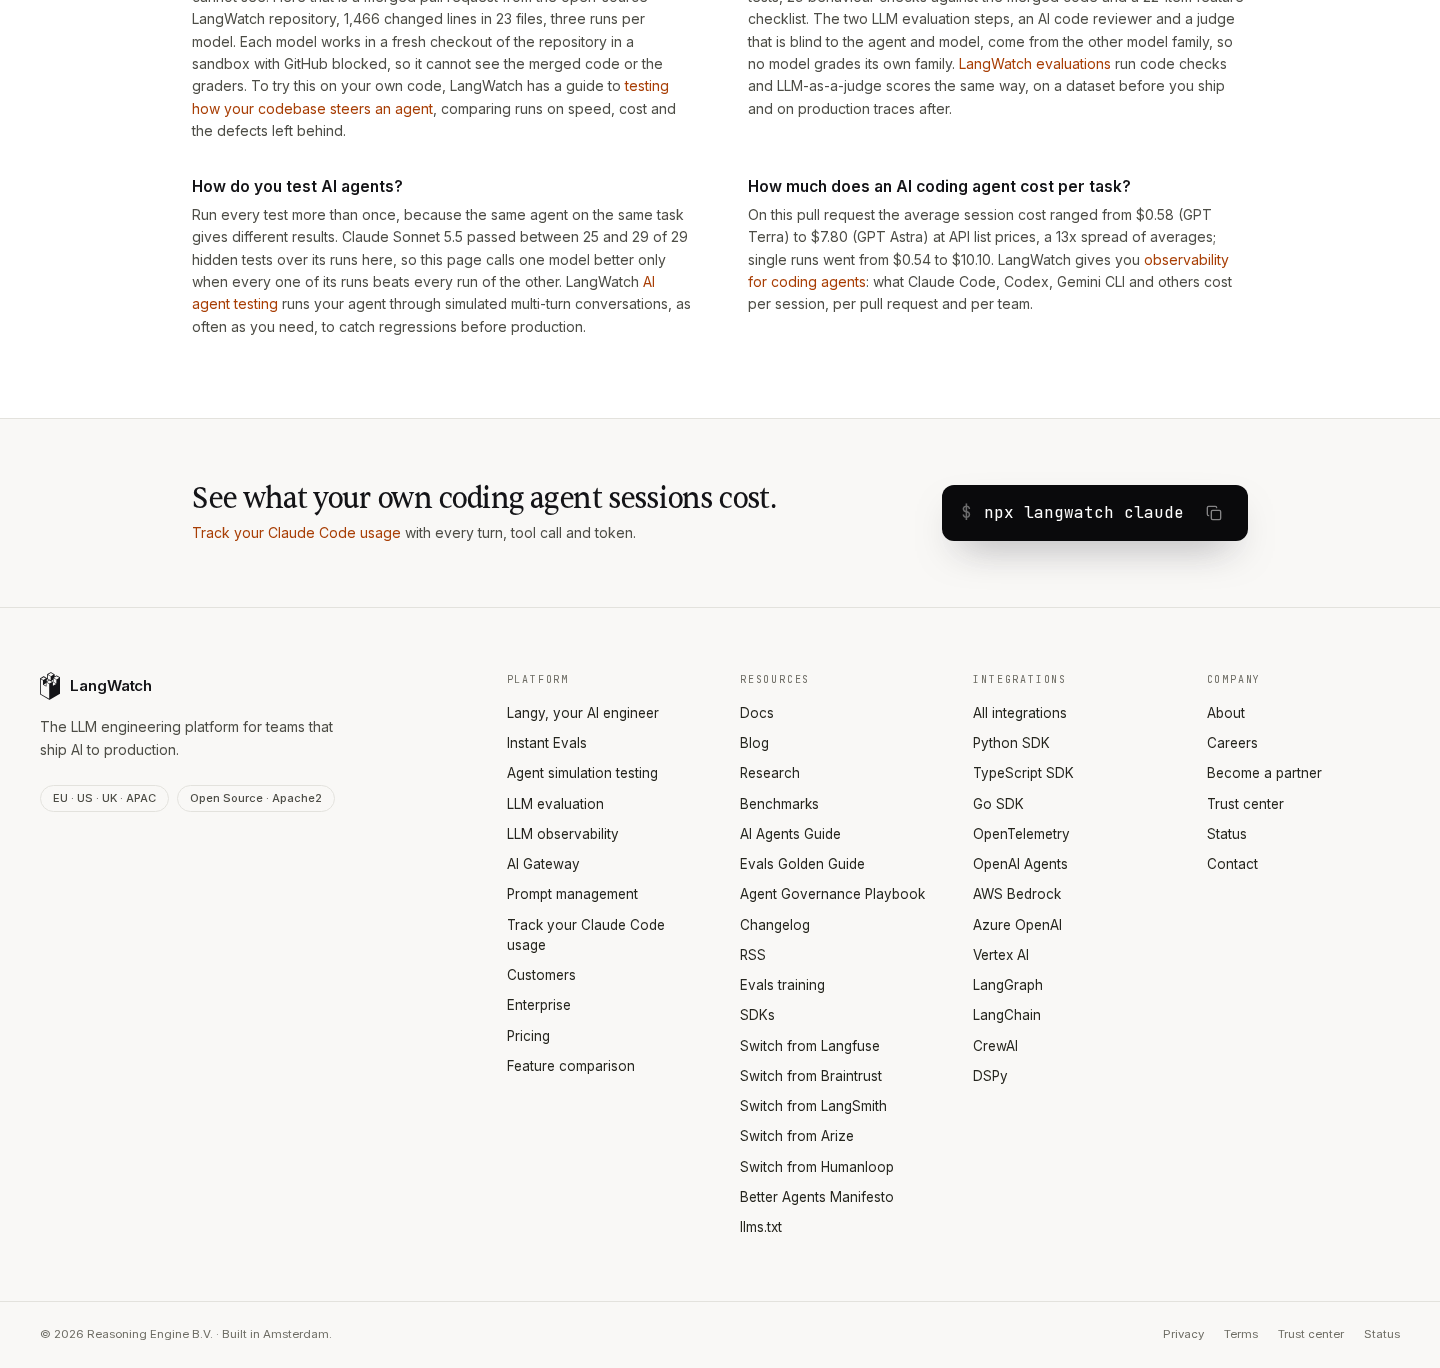 LangWatch repository, 1,466 changed lines in 23 files, three runs per
model. Each model works in a fresh checkout of the repository in a
sandbox with GitHub blocked, so it cannot see the merged code or the
graders. To try this on your own code, LangWatch has a guide to testing
how your codebase steers an agent, comparing runs on speed, cost and
the defects left behind.
checklist. The two LLM evaluation steps, an AI code reviewer and a judge
that is blind to the agent and model, come from the other model family, so
no model grades its own family. LangWatch evaluations run code checks
and LLM-as-a-judge scores the same way, on a dataset before you ship
and on production traces after.
How do you test AI agents?
Run every test more than once, because the same agent on the same task
gives different results. Claude Sonnet 5.5 passed between 25 and 29 of 29
hidden tests over its runs here, so this page calls one model better only
when every one of its runs beats every run of the other. LangWatch AI
agent testing runs your agent through simulated multi-turn conversations, as
often as you need, to catch regressions before production.
How much does an AI coding agent cost per task?
On this pull request the average session cost ranged from $0.58 (GPT
Terra) to $7.80 (GPT Astra) at API list prices, a 13x spread of averages;
single runs went from $0.54 to $10.10. LangWatch gives you observability
for coding agents: what Claude Code, Codex, Gemini CLI and others cost
per session, per pull request and per team.
See what your own coding agent sessions cost.
Track your Claude Code usage with every turn, tool call and token.
$ npx langwatch claude
LangWatch
The LLM engineering platform for teams that
ship AI to production.
EU · US · UK · APAC
Open Source · Apache2
PLATFORM
Langy, your AI engineer
Instant Evals
Agent simulation testing
LLM evaluation
LLM observability
AI Gateway
Prompt management
Track your Claude Code
usage
Customers
Enterprise
Pricing
Feature comparison
RESOURCES
Docs
Blog
Research
Benchmarks
AI Agents Guide
Evals Golden Guide
Agent Governance Playbook
Changelog
RSS
Evals training
SDKs
Switch from Langfuse
Switch from Braintrust
Switch from LangSmith
Switch from Arize
Switch from Humanloop
Better Agents Manifesto
llms.txt
INTEGRATIONS
All integrations
Python SDK
TypeScript SDK
Go SDK
OpenTelemetry
OpenAI Agents
AWS Bedrock
Azure OpenAI
Vertex AI
LangGraph
LangChain
CrewAI
DSPy
COMPANY
About
Careers
Become a partner
Trust center
Status
Contact
© 2026 Reasoning Engine B.V. · Built in Amsterdam.
Privacy
Terms
Trust center
Status